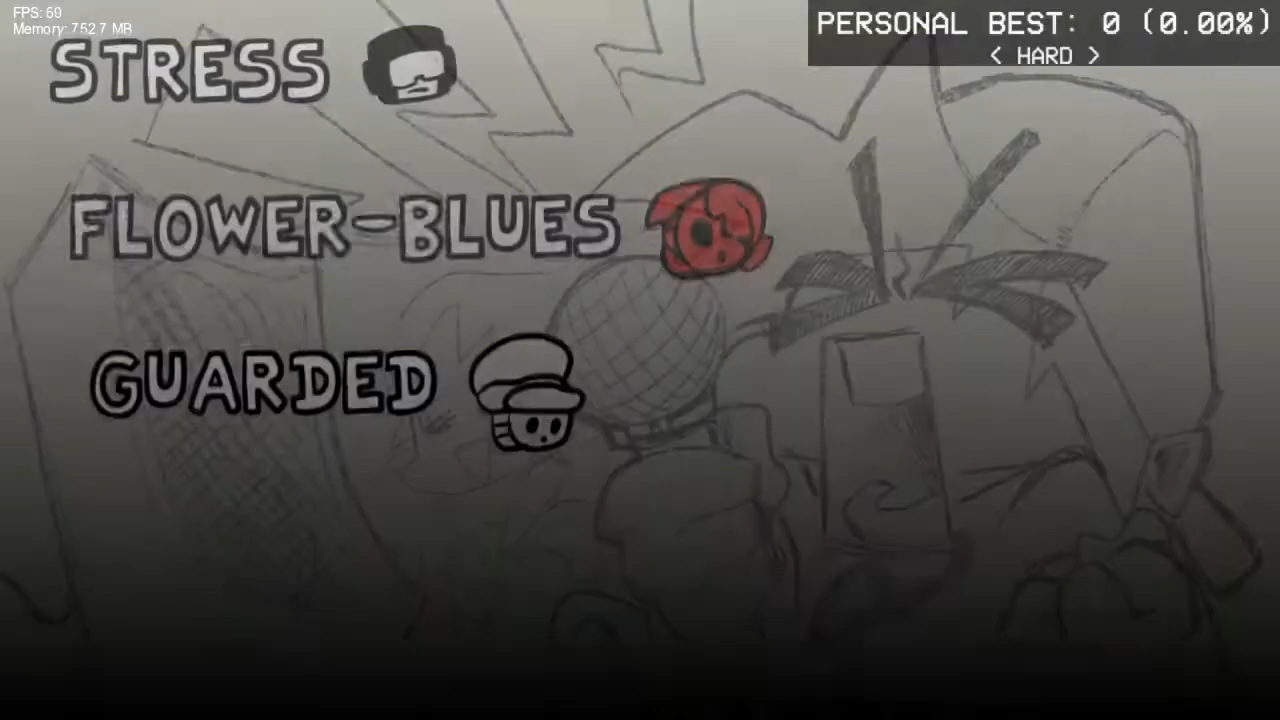 FPS: 50
Memory: 752.7 MB
PERSONAL BEST: 0 (0.00%)
< HARD >
STRESS
FLOWER-BLUES
GUARDED